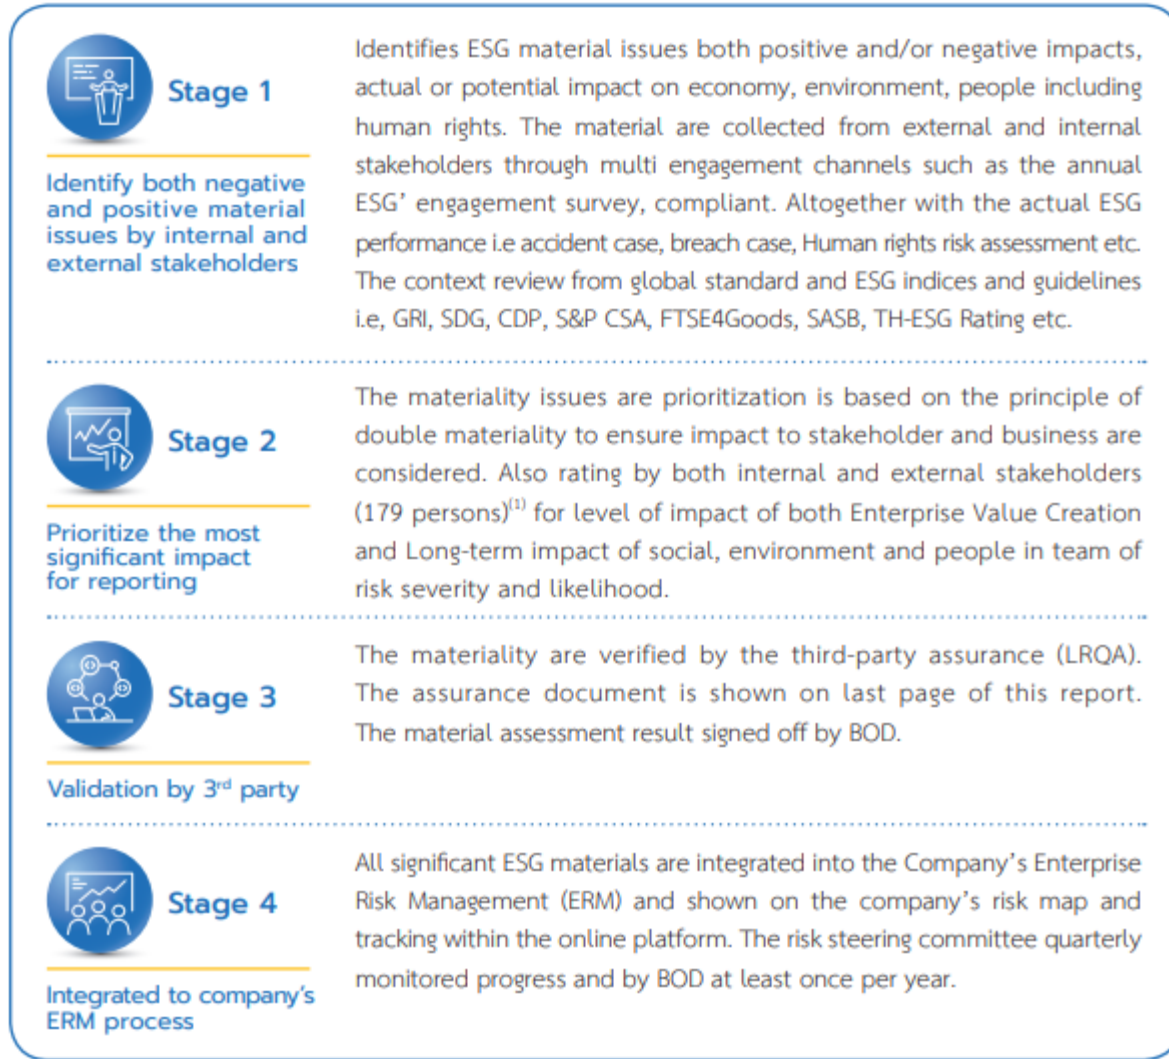 Stage 1
Identify both negative
and positive material
issues by internal and
external stakeholders
Identifies ESG material issues both positive and/or negative impacts,
actual or potential impact on economy, environment, people including
human rights. The material are collected from external and internal
stakeholders through multi engagement channels such as the annual
ESG’ engagement survey, compliant. Altogether with the actual ESG
performance i.e accident case, breach case, Human rights risk assessment etc.
The context review from global standard and ESG indices and guidelines
i.e, GRI, SDG, CDP, S&P CSA, FTSE4Goods, SASB, TH-ESG Rating etc.
Stage 2
Prioritize the most
significant impact
for reporting
The materiality issues are prioritization is based on the principle of
double materiality to ensure impact to stakeholder and business are
considered. Also rating by both internal and external stakeholders
(179 persons)(1) for level of impact of both Enterprise Value Creation
and Long-term impact of social, environment and people in team of
risk severity and likelihood.
Stage 3
Validation by 3rd party
The materiality are verified by the third-party assurance (LRQA).
The assurance document is shown on last page of this report.
The material assessment result signed off by BOD.
Stage 4
Integrated to company’s
ERM process
All significant ESG materials are integrated into the Company’s Enterprise
Risk Management (ERM) and shown on the company’s risk map and
tracking within the online platform. The risk steering committee quarterly
monitored progress and by BOD at least once per year.